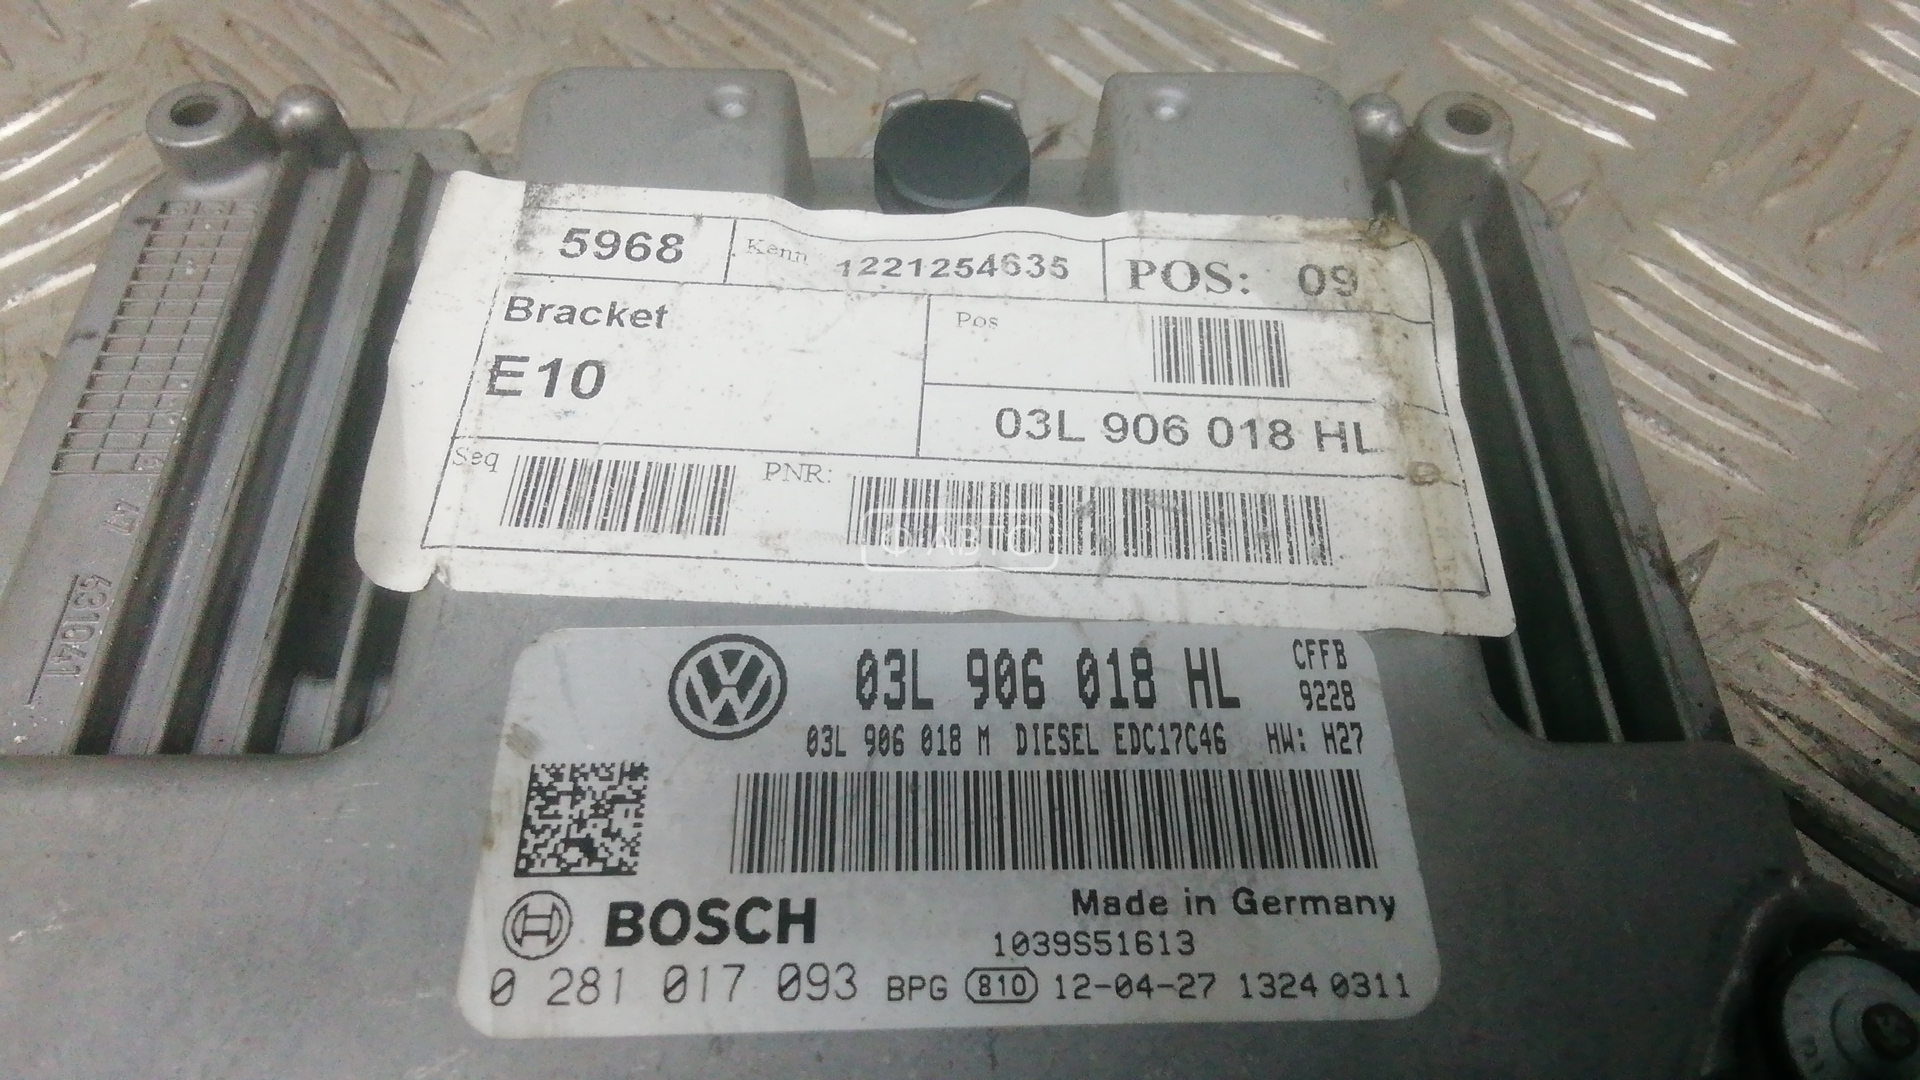 5968 Kenn 1221254635 POS: 09
Bracket Pos
E10
03L 906 018 HL
Seq PNR:
Ф-АВТО
03L 906 018 HL CFFB
9228
03L 906 018 M DIESEL EDC17C46 HW: H27
BOSCH Made in Germany
1039S51613
0 281 017 093 BPG 810 12-04-27 1324 0311